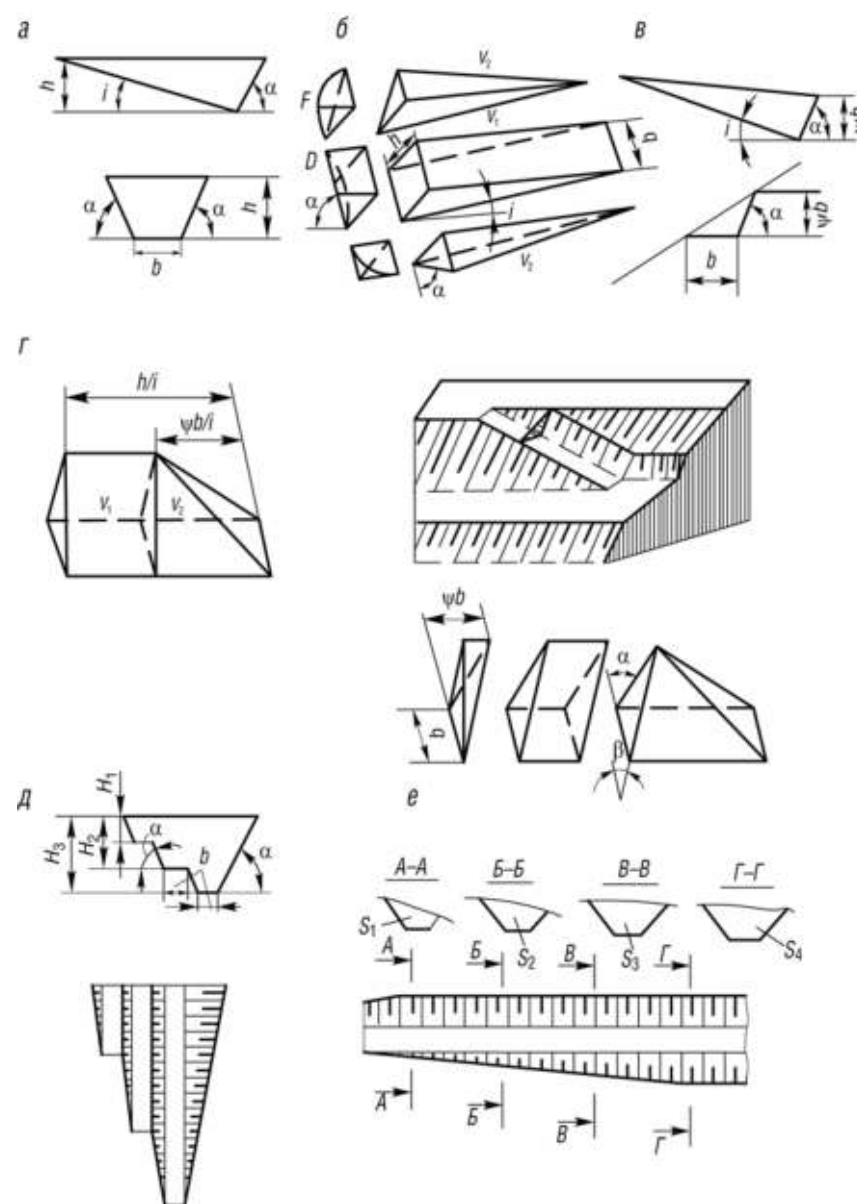 а
б
в
h
i
α
F
V₂
V₁
i
α
ψb
D
h
b
α
α
h
α
b
i
V₂
α
α
ψb
b
г
h/i
ψb/i
V₁
V₂
ψb
b
α
β
д
е
H₁
H₂
H₃
α
b
α
А–А
Б–Б
В–В
Г–Г
S₁
S₂
S₃
S₄
А
Б
В
Г
А
Б
В
Г